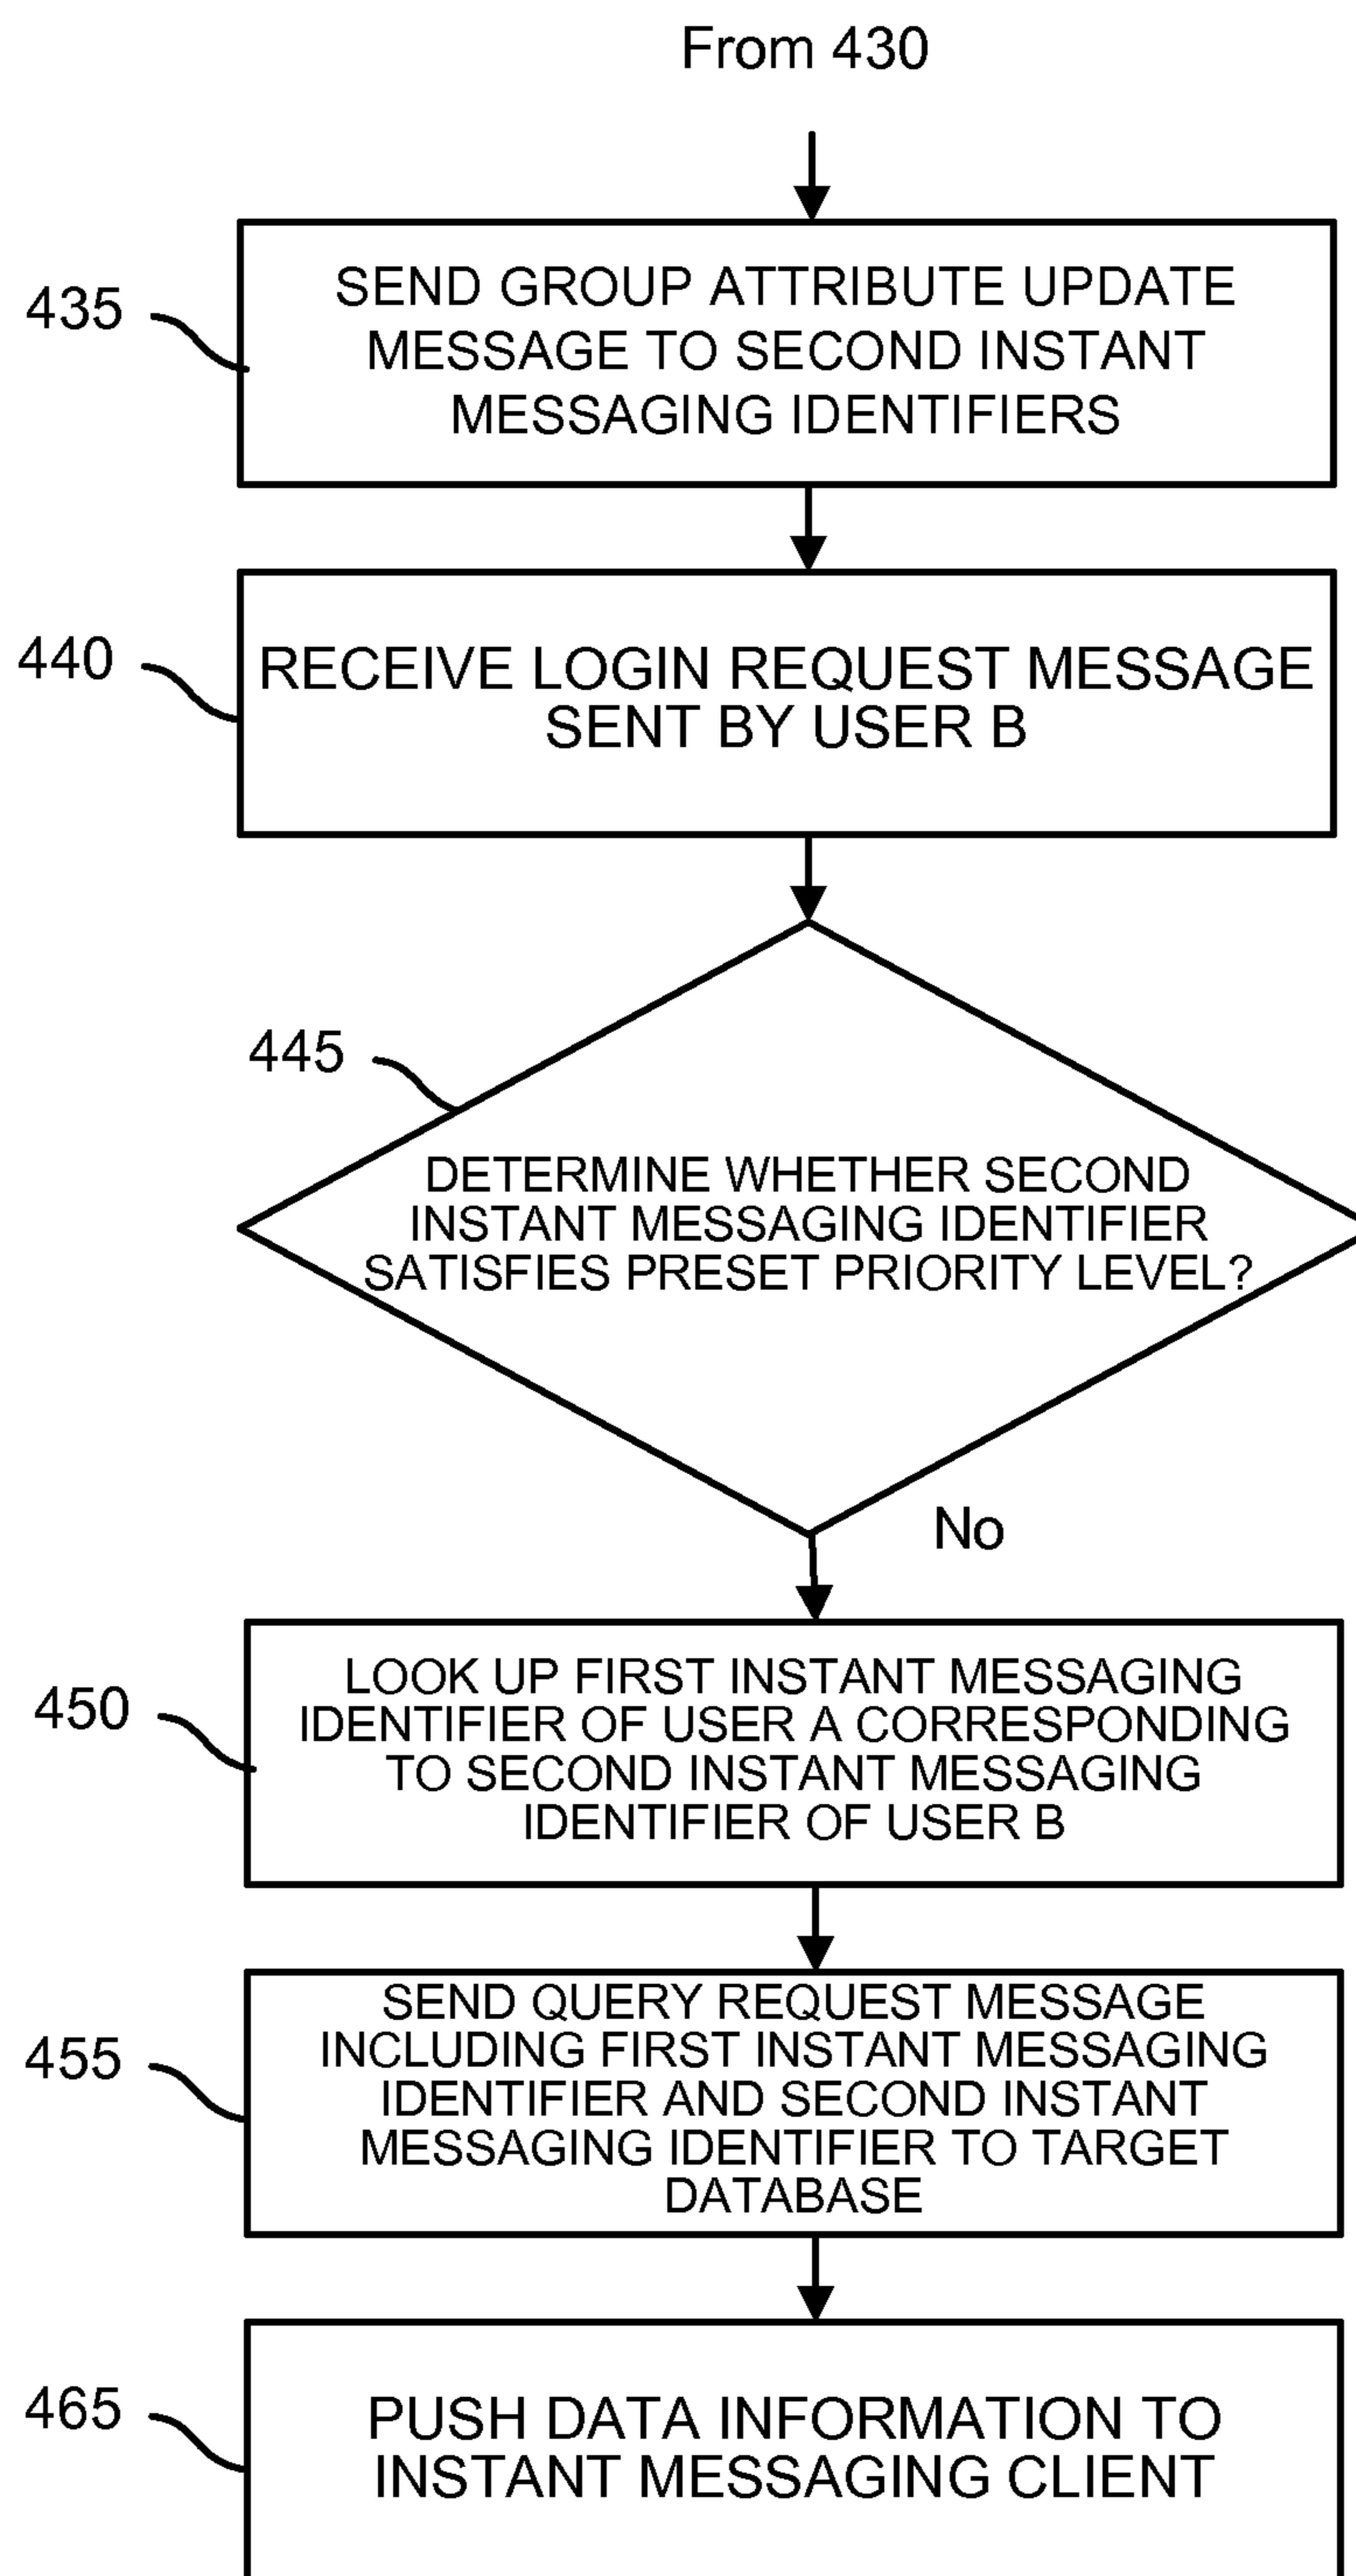 From 430
435
SEND GROUP ATTRIBUTE UPDATE
MESSAGE TO SECOND INSTANT
MESSAGING IDENTIFIERS
440
RECEIVE LOGIN REQUEST MESSAGE
SENT BY USER B
445
DETERMINE WHETHER SECOND
INSTANT MESSAGING IDENTIFIER
SATISFIES PRESET PRIORITY LEVEL?
No
450
LOOK UP FIRST INSTANT MESSAGING
IDENTIFIER OF USER A CORRESPONDING
TO SECOND INSTANT MESSAGING
IDENTIFIER OF USER B
455
SEND QUERY REQUEST MESSAGE
INCLUDING FIRST INSTANT MESSAGING
IDENTIFIER AND SECOND INSTANT
MESSAGING IDENTIFIER TO TARGET
DATABASE
465
PUSH DATA INFORMATION TO
INSTANT MESSAGING CLIENT